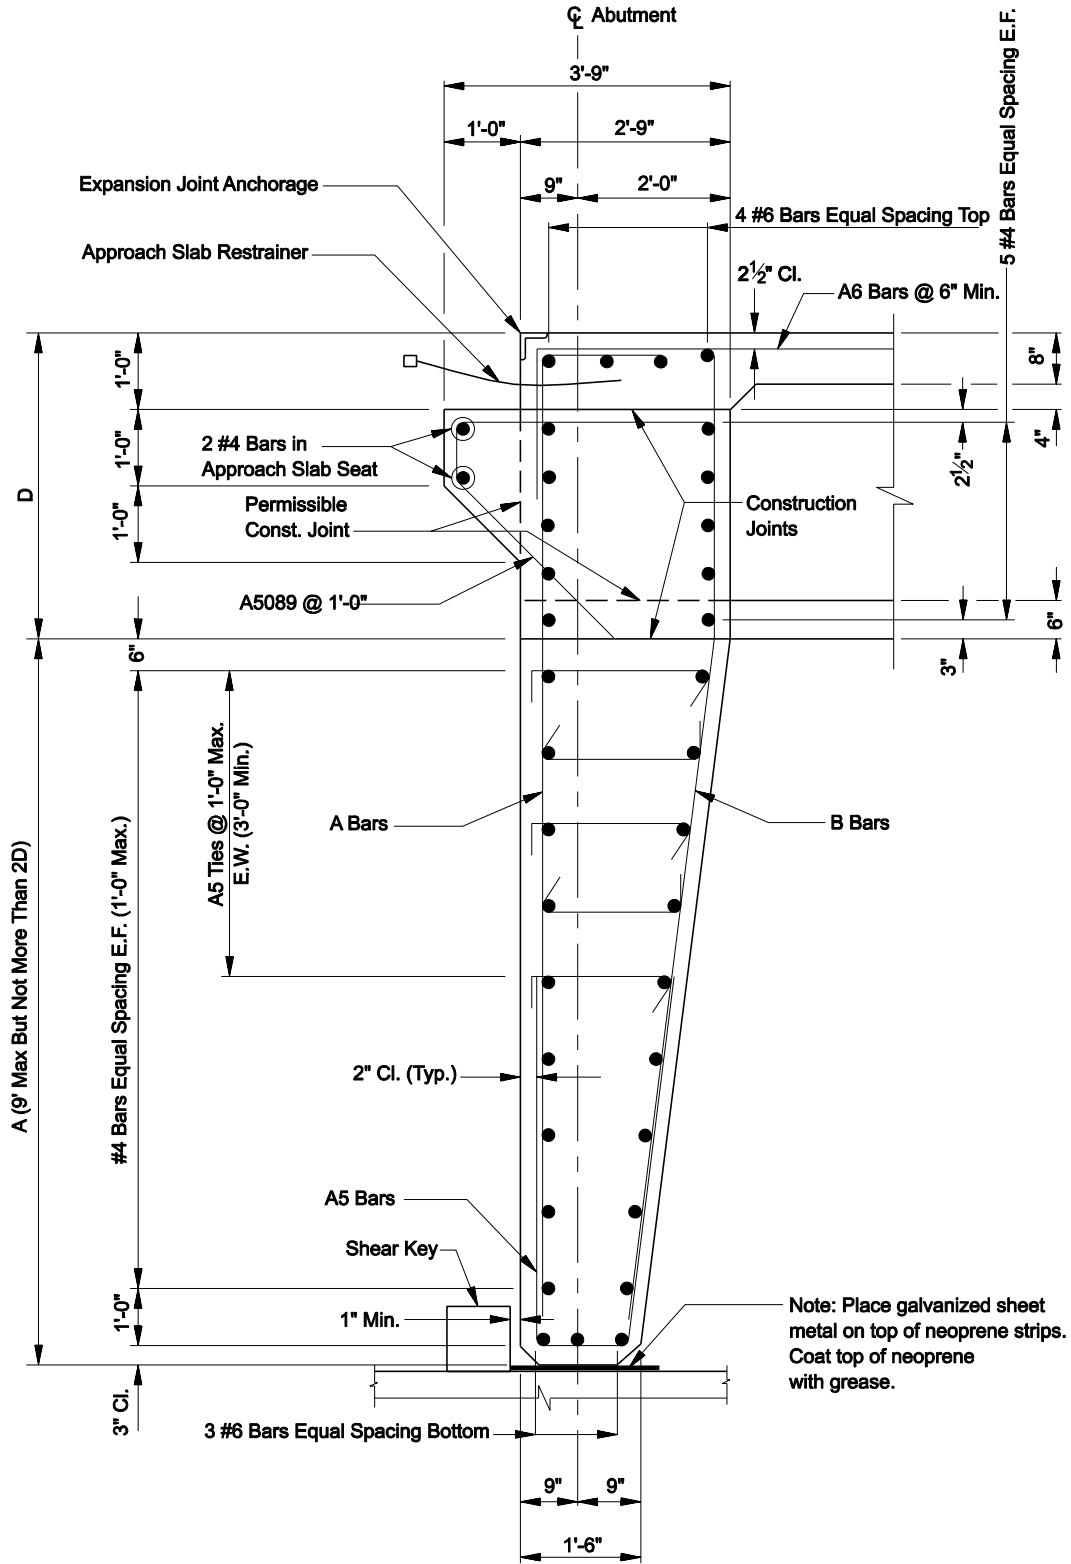 ℄ Abutment
3'-9"
1'-0"
2'-9"
9"
2'-0"
Expansion Joint Anchorage
Approach Slab Restrainer
4 #6 Bars Equal Spacing Top
5 #4 Bars Equal Spacing E.F.
2½" Cl.
A6 Bars @ 6" Min.
1'-0"
8"
1'-0"
4"
2½"
2 #4 Bars in
Approach Slab Seat
D
Permissible
Const. Joint
Construction
Joints
1'-0"
A5089 @ 1'-0"
6"
6"
3"
A5 Ties @ 1'-0" Max.
E.W. (3'-0" Min.)
A Bars
B Bars
#4 Bars Equal Spacing E.F. (1'-0" Max.)
A (9' Max But Not More Than 2D)
2" Cl. (Typ.)
A5 Bars
Shear Key
1" Min.
1'-0"
Note: Place galvanized sheet
metal on top of neoprene strips.
Coat top of neoprene
with grease.
3" Cl.
3 #6 Bars Equal Spacing Bottom
9"
9"
1'-6"